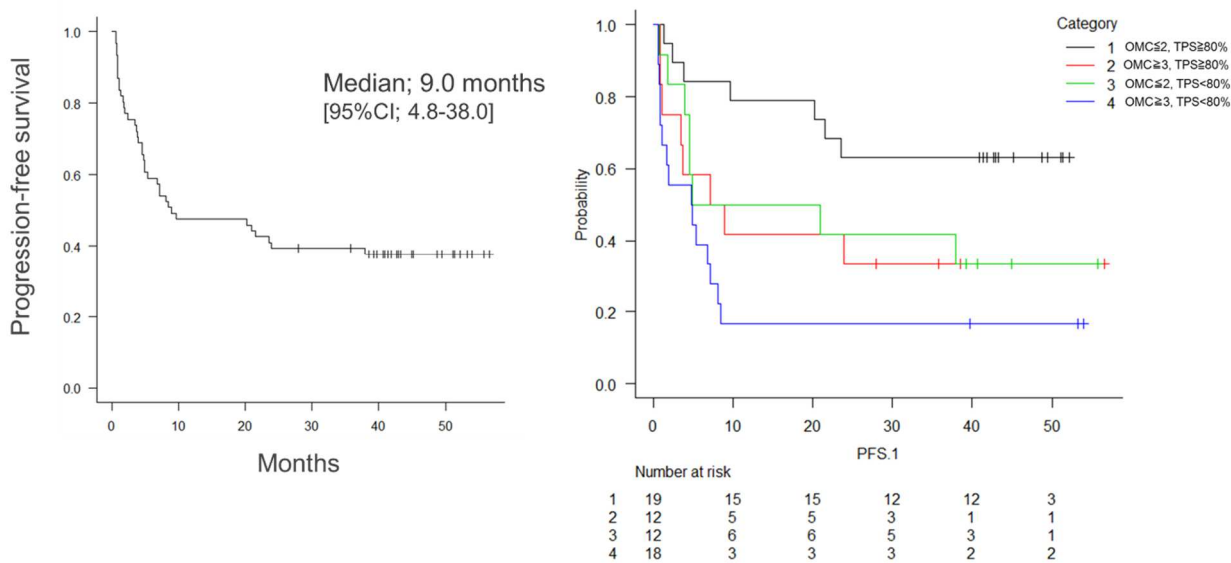 Progression-free survival
1.0
0.8
0.6
0.4
0.2
0.0
Median; 9.0 months
[95%CI; 4.8-38.0]
0 10 20 30 40 50
Months
Probability
1.0
0.8
0.6
0.4
0.2
0.0
Category
1 OMC≦2, TPS≧80%
2 OMC≧3, TPS≧80%
3 OMC≦2, TPS<80%
4 OMC≧3, TPS<80%
0 10 20 30 40 50
PFS.1
Number at risk
1 19 15 15 12 12 3
2 12 5 5 3 1 1
3 12 6 6 5 3 1
4 18 3 3 3 2 2